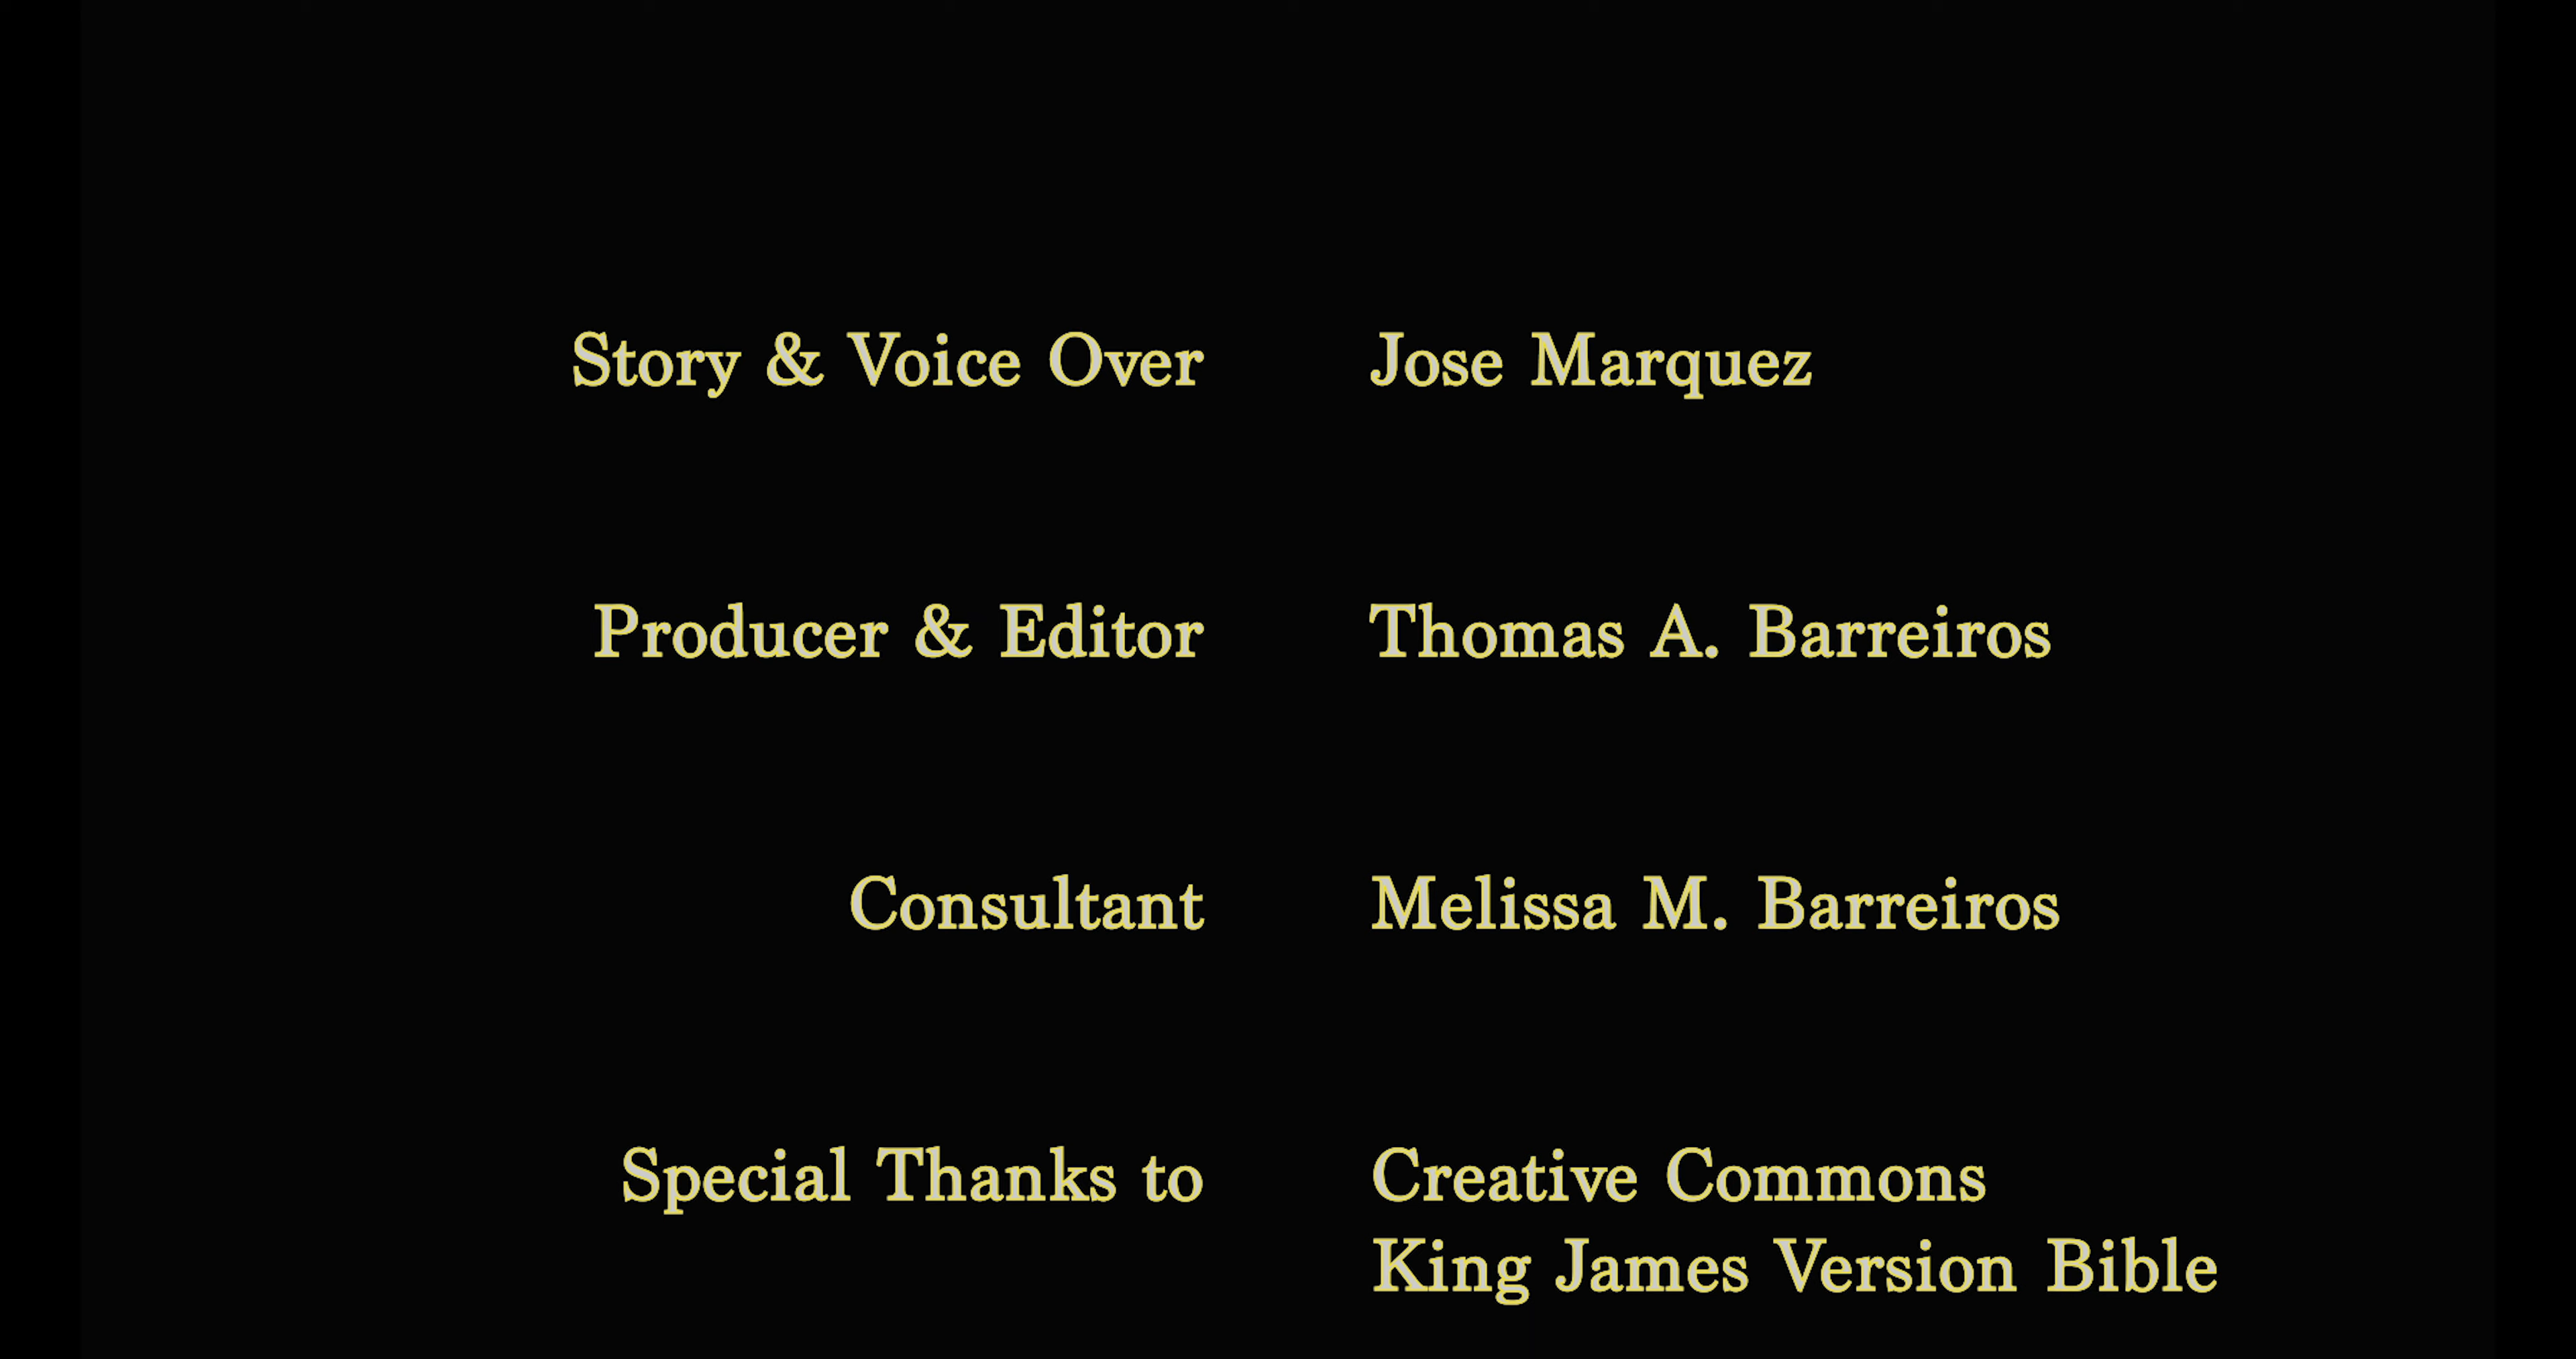 Story & Voice Over Jose Marquez
Producer & Editor Thomas A. Barreiros
Consultant Melissa M. Barreiros
Special Thanks to Creative Commons
King James Version Bible